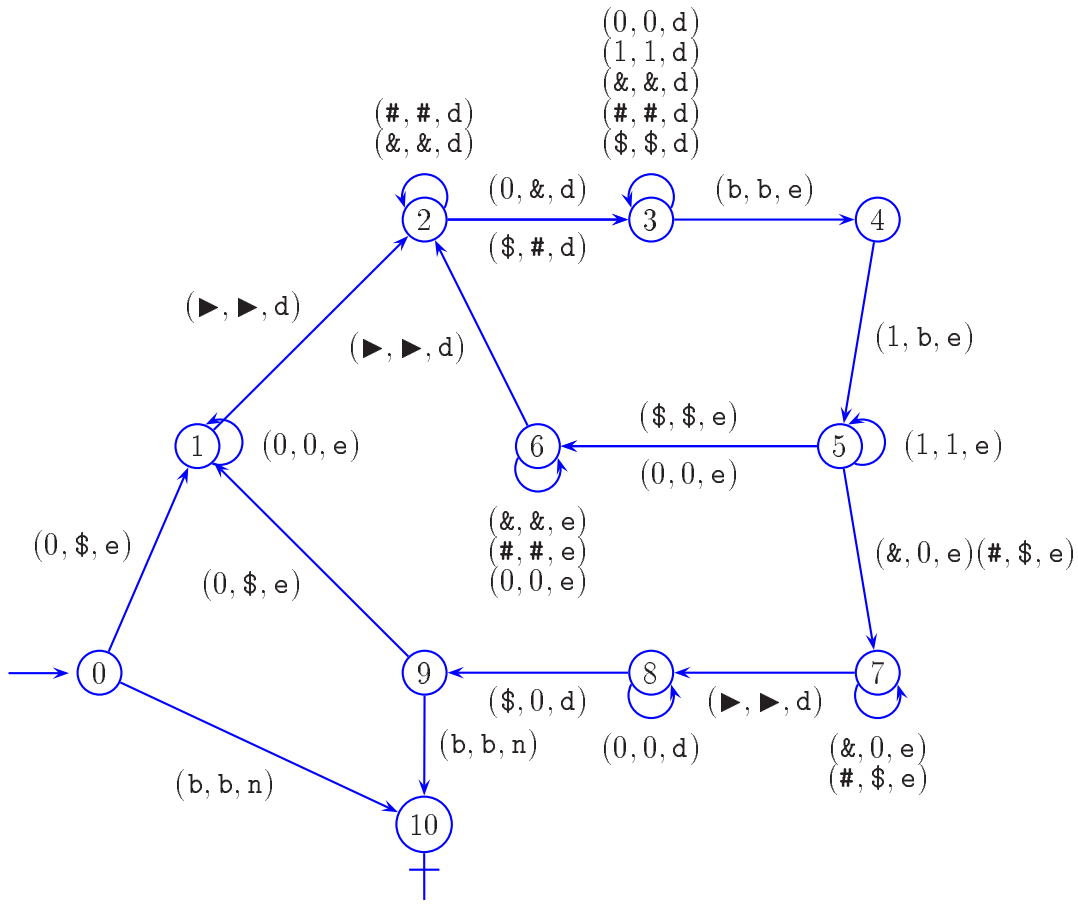 (0, 0, d)
(1, 1, d)
(&, &, d)
(#, #, d)
($, $, d)
(#, #, d)
(&, &, d)
2
(0, &, d)
($, #, d)
3
(b, b, e)
4
(▶, ▶, d)
(▶, ▶, d)
(1, b, e)
1
(0, 0, e)
6
($, $, e)
(0, 0, e)
5
(1, 1, e)
(&, &, e)
(#, #, e)
(0, 0, e)
(0, $, e)
(0, $, e)
(&, 0, e)(#, $, e)
0
9
($, 0, d)
8
(▶, ▶, d)
7
(b, b, n)
(b, b, n)
(0, 0, d)
(&, 0, e)
(#, $, e)
10